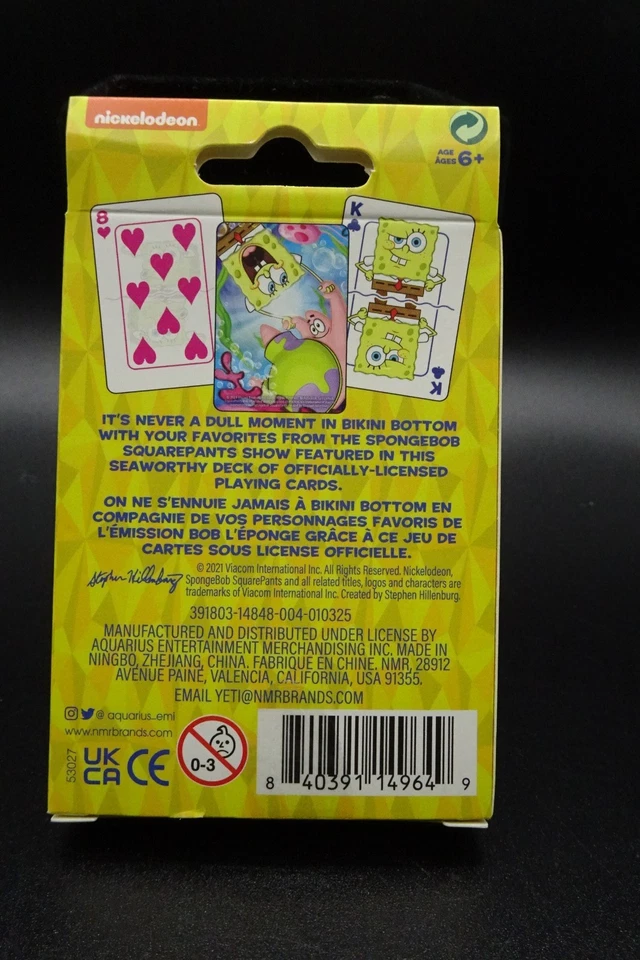 nickelodeon
AGE
ÂGES 6+
8
K
K
IT'S NEVER A DULL MOMENT IN BIKINI BOTTOM
WITH YOUR FAVORITES FROM THE SPONGEBOB
SQUAREPANTS SHOW FEATURED IN THIS
SEAWORTHY DECK OF OFFICIALLY-LICENSED
PLAYING CARDS.
ON NE S'ENNUIE JAMAIS À BIKINI BOTTOM EN
COMPAGNIE DE VOS PERSONNAGES FAVORIS DE
L'ÉMISSION BOB L'ÉPONGE GRÂCE À CE JEU DE
CARTES SOUS LICENSE OFFICIELLE.
Stephen Hillenburg
© 2021 Viacom International Inc. All Rights Reserved. Nickelodeon,
SpongeBob SquarePants and all related titles, logos and characters are
trademarks of Viacom International Inc. Created by Stephen Hillenburg.
391803-14848-004-010325
MANUFACTURED AND DISTRIBUTED UNDER LICENSE BY
AQUARIUS ENTERTAINMENT MERCHANDISING INC. MADE IN
NINGBO, ZHEJIANG, CHINA. FABRIQUE EN CHINE. NMR, 28912
AVENUE PAINE, VALENCIA, CALIFORNIA, USA 91355.
EMAIL YETI@NMRBRANDS.COM
@ aquarius_emi
www.nmrbrands.com
53027
UK
CA CE
0-3
8 40391 14964 9